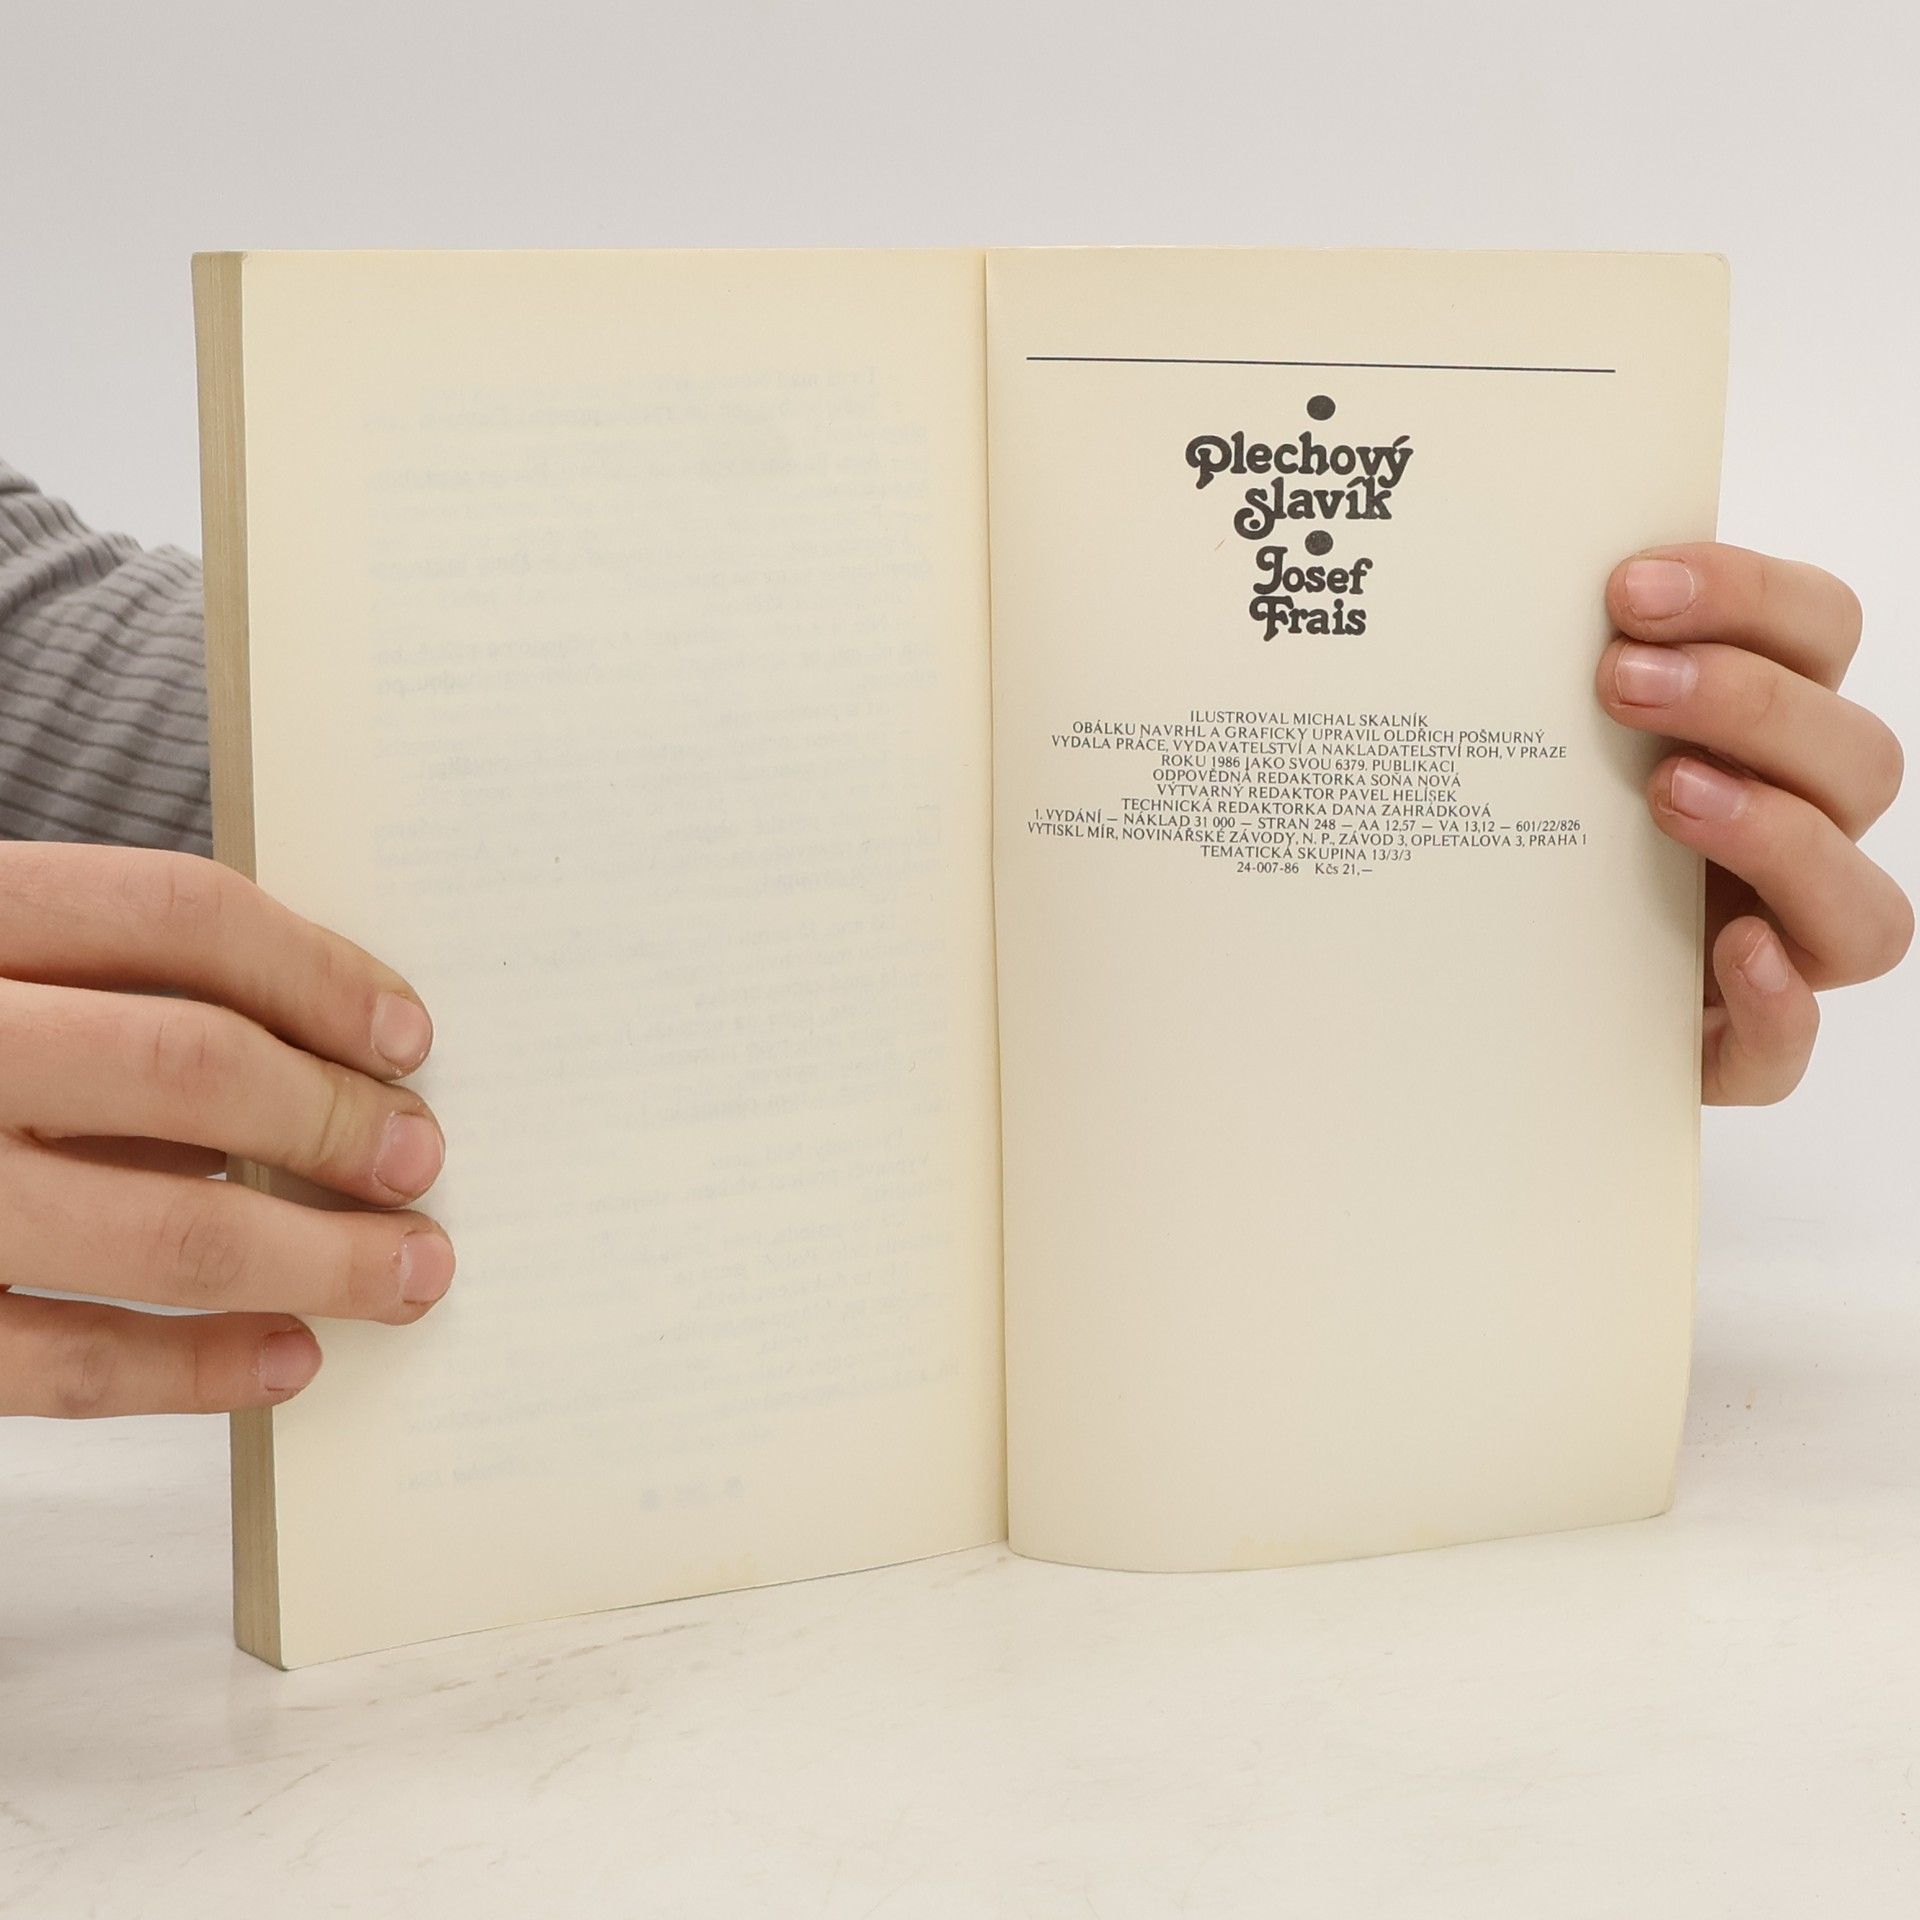 Plechový
slavík
Josef
Frais
ILUSTROVAL MICHAL SKALNÍK
OBÁLKU NAVRHL A GRAFICKY UPRAVIL OLDŘICH POŠMURNÝ
VYDALA PRÁCE, VYDAVATELSTVÍ A NAKLADATELSTVÍ ROH, V PRAZE
ROKU 1986 JAKO SVOU 6379. PUBLIKACI
ODPOVĚDNÁ REDAKTORKA SOŇA NOVÁ
VÝTVARNÝ REDAKTOR PAVEL HELÍSEK
TECHNICKÁ REDAKTORKA DANA ZAHRÁDKOVÁ
1. VYDÁNÍ — NÁKLAD 31 000 — STRAN 248 — AA 12,57 — VA 13,12 — 601/22/826
VYTISKL MÍR, NOVINÁŘSKÉ ZÁVODY, N. P., ZÁVOD 3, OPLETALOVA 3, PRAHA 1
TEMATICKÁ SKUPINA 13/3/3
24-007-86 Kčs 21,—